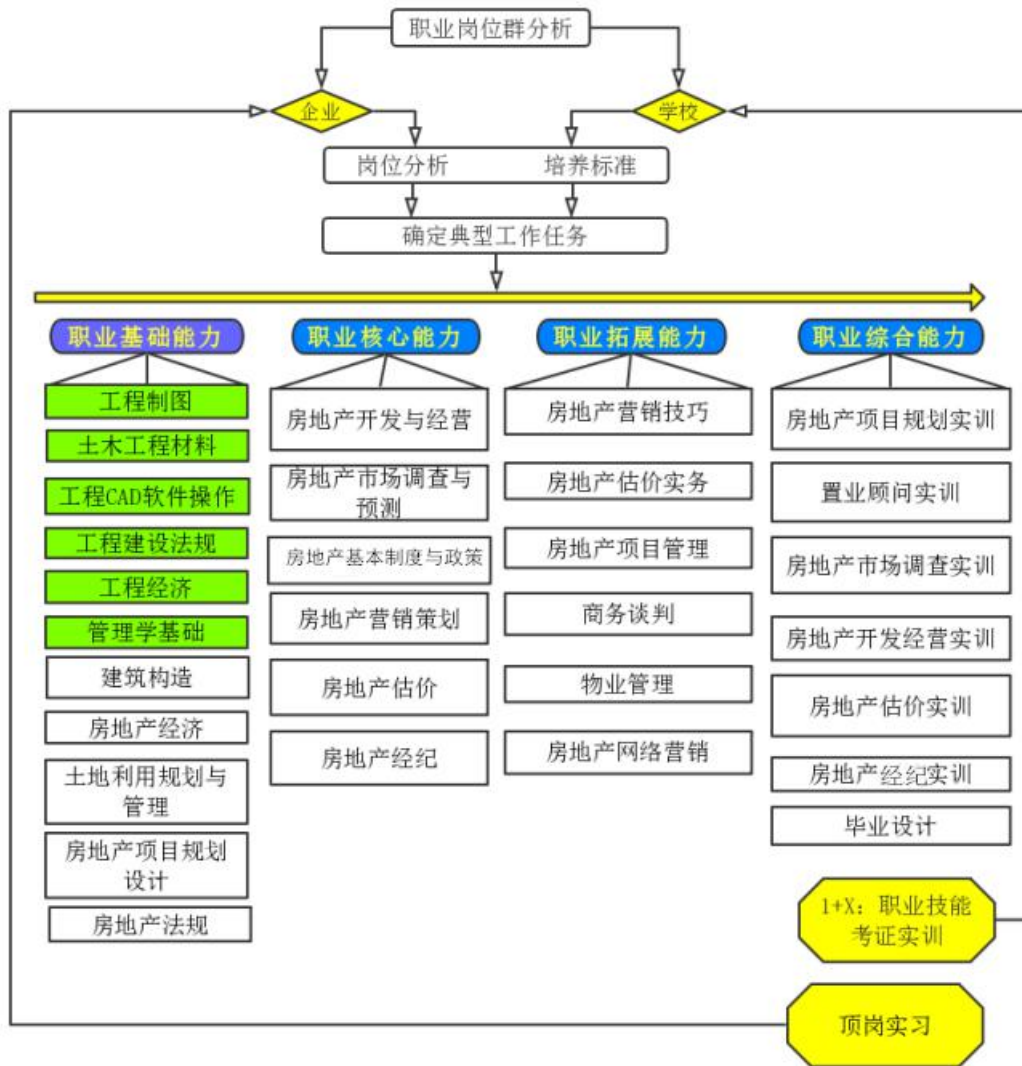 职业岗位群分析
企业
学校
岗位分析 培养标准
确定典型工作任务
职业基础能力
工程制图
土木工程材料
工程CAD软件操作
工程建设法规
工程经济
管理学基础
建筑构造
房地产经济
土地利用规划与
管理
房地产项目规划
设计
房地产法规
职业核心能力
房地产开发与经营
房地产市场调查与
预测
房地产基本制度与政策
房地产营销策划
房地产估价
房地产经纪
职业拓展能力
房地产营销技巧
房地产估价实务
房地产项目管理
商务谈判
物业管理
房地产网络营销
职业综合能力
房地产项目规划实训
置业顾问实训
房地产市场调查实训
房地产开发经营实训
房地产估价实训
房地产经纪实训
毕业设计
1+X：职业技能
考证实训
顶岗实习